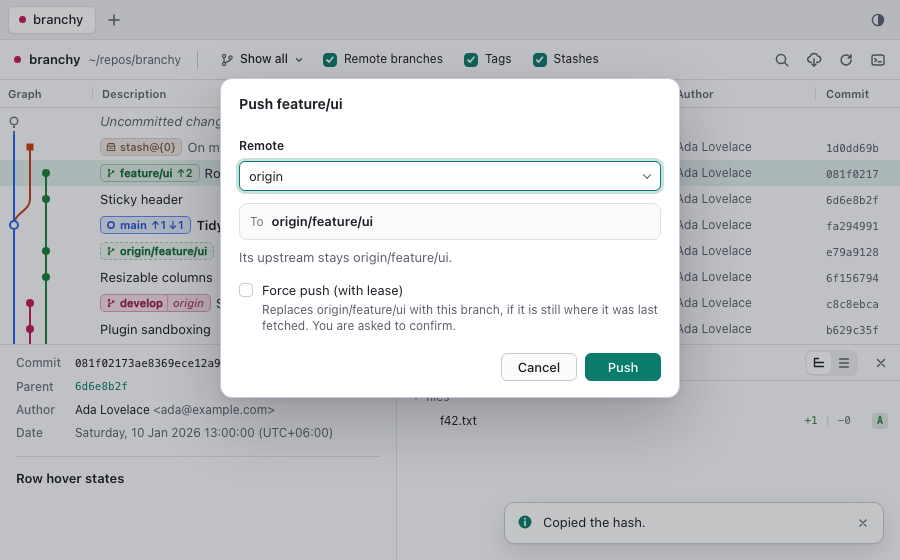 branchy
branchy ~/repos/branchy Show all Remote branches Tags Stashes
Graph Description Author Commit
Uncommitted
stash@{0} On Ada Lovelace 1d0dd69b
feature/ui ↑2 Ada Lovelace 081f0217
Sticky header Ada Lovelace 6d6e8b2f
main ↑1↓1 Ada Lovelace fa294991
origin/feature/ui Ada Lovelace e79a9128
Resizable columns Ada Lovelace 6f156794
develop origin Ada Lovelace c8c8ebca
Plugin sandboxing Ada Lovelace b629c35f
Push feature/ui
Remote
origin
To origin/feature/ui
Its upstream stays origin/feature/ui.
Force push (with lease)
Replaces origin/feature/ui with this branch, if it is still where it was last
fetched. You are asked to confirm.
Cancel Push
Commit 081f02173ae8369ece12a9
Parent 6d6e8b2f
Author Ada Lovelace <ada@example.com>
Date Saturday, 10 Jan 2026 13:00:00 (UTC+06:00)
Row hover states
f42.txt +1 −0 A
Copied the hash.